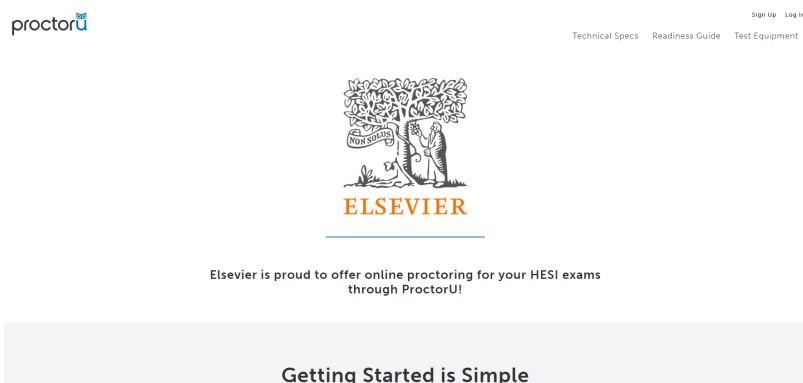 proctoru
Sign Up Log In
Technical Specs Readiness Guide Test Equipment
NON SOLUS
ELSEVIER
Elsevier is proud to offer online proctoring for your HESI exams
through ProctorU!
Getting Started is Simple